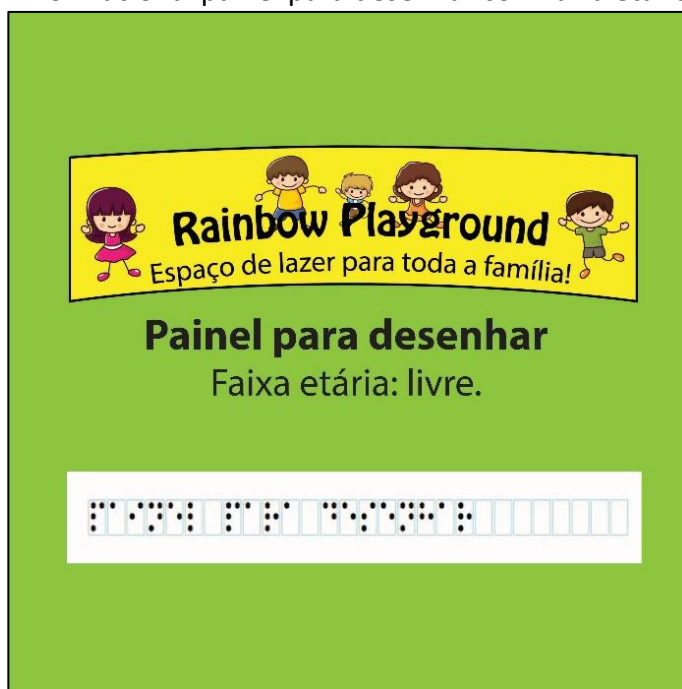 Rainbow Playground
Espaço de lazer para toda a família!
Painel para desenhar
Faixa etária: livre.
⠏⠁⠊⠝⠑⠇ ⠏⠁⠗⠁ ⠙⠑⠎⠑⠝⠓⠁⠗